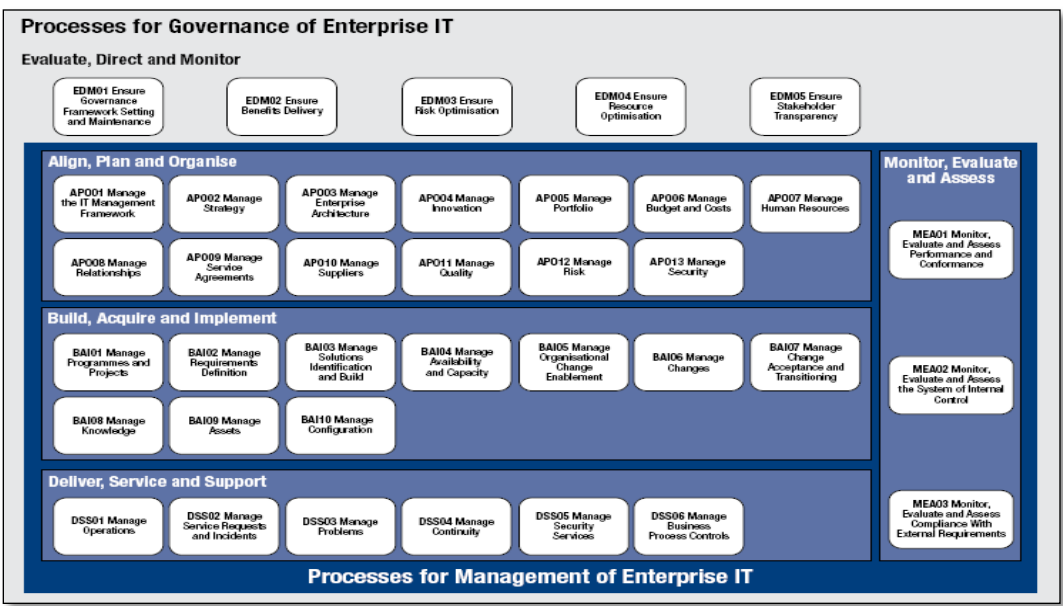 Processes for Governance of Enterprise IT
Evaluate, Direct and Monitor
EDM01 Ensure
Governance
Framework Setting
and Maintenance
EDM02 Ensure
Benefits Delivery
EDM03 Ensure
Risk Optimisation
EDM04 Ensure
Resource
Optimisation
EDM05 Ensure
Stakeholder
Transparency
Align, Plan and Organise
APO01 Manage
the IT Management
Framework
APO02 Manage
Strategy
APO03 Manage
Enterprise
Architecture
APO04 Manage
Innovation
APO05 Manage
Portfolio
APO06 Manage
Budget and Costs
APO07 Manage
Human Resources
APO08 Manage
Relationships
APO09 Manage
Service
Agreements
APO10 Manage
Suppliers
APO11 Manage
Quality
APO12 Manage
Risk
APO13 Manage
Security
Build, Acquire and Implement
BAI01 Manage
Programmes and
Projects
BAI02 Manage
Requirements
Definition
BAI03 Manage
Solutions
Identification
and Build
BAI04 Manage
Availability
and Capacity
BAI05 Manage
Organisational
Change
Enablement
BAI06 Manage
Changes
BAI07 Manage
Change
Acceptance and
Transitioning
BAI08 Manage
Knowledge
BAI09 Manage
Assets
BAI10 Manage
Configuration
Deliver, Service and Support
DSS01 Manage
Operations
DSS02 Manage
Service Requests
and Incidents
DSS03 Manage
Problems
DSS04 Manage
Continuity
DSS05 Manage
Security
Services
DSS06 Manage
Business
Process Controls
Monitor, Evaluate
and Assess
MEA01 Monitor,
Evaluate and Assess
Performance and
Conformance
MEA02 Monitor,
Evaluate and Assess
the System of Internal
Control
MEA03 Monitor,
Evaluate and Assess
Compliance With
External Requirements
Processes for Management of Enterprise IT